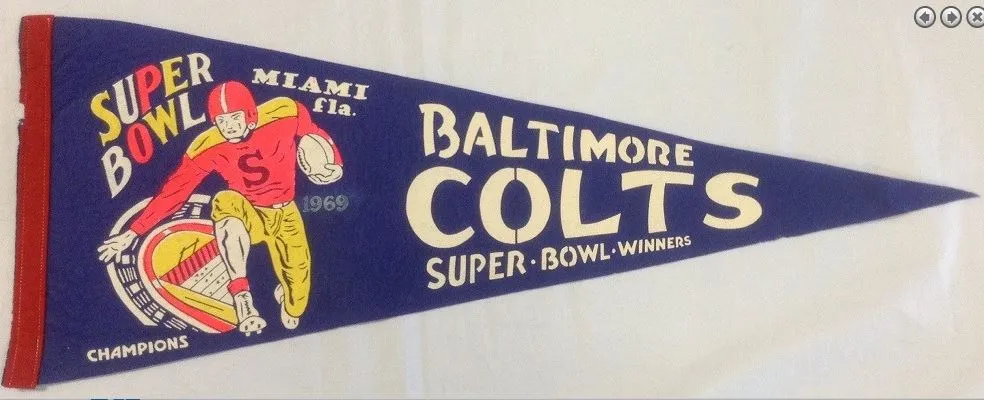 SUPER
BOWL
MIAMI
fla.
S
1969
CHAMPIONS
BALTIMORE
COLTS
SUPER·BOWL·WINNERS